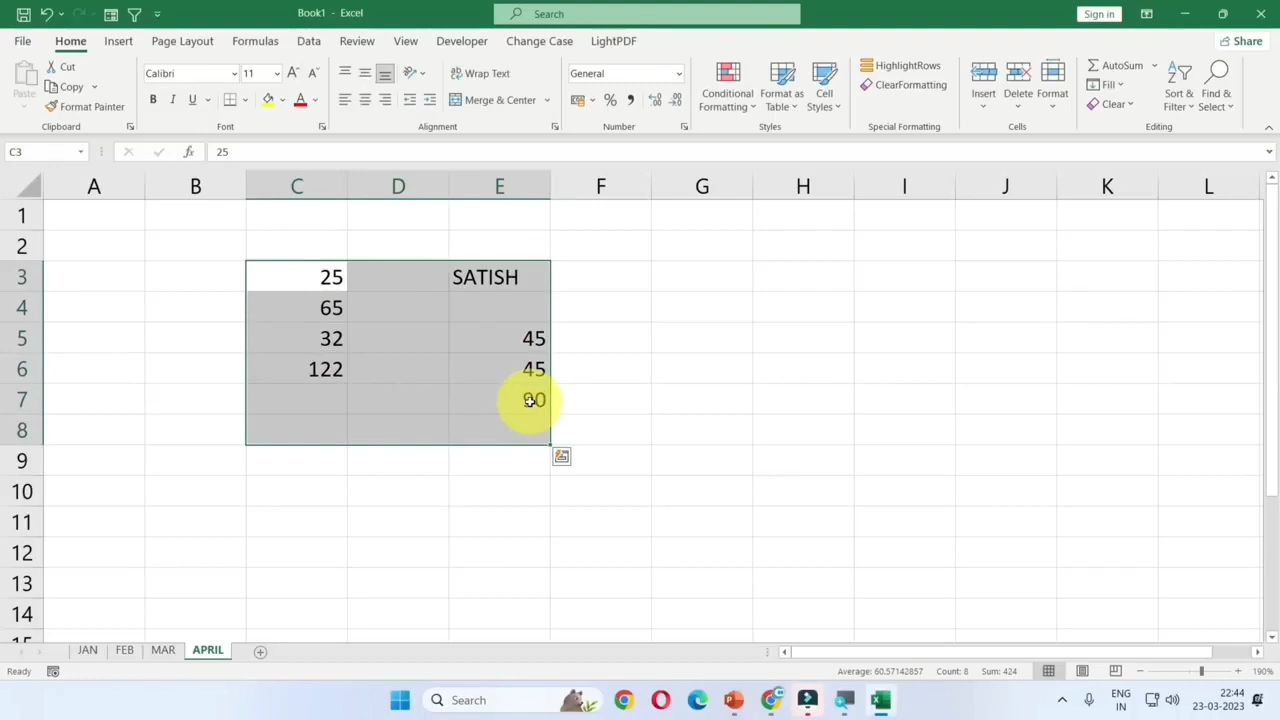 Book1 - Excel
Search
Sign in
File Home Insert Page Layout Formulas Data Review View Developer Change Case LightPDF
Share
Paste
Cut
Copy
Format Painter
Clipboard
Calibri 11
B I U
Font
Wrap Text
Merge & Center
Alignment
General
Number
Conditional Formatting
Format as Table
Cell Styles
Styles
HighlightRows
ClearFormatting
Special Formatting
Insert Delete Format
Cells
AutoSum
Fill
Clear
Sort & Filter
Find & Select
Editing
C3 fx 25
A B C D E F G H I J K L
1
2
3 25 SATISH
4 65
5 32 45
6 122 45
7 90
8
9
10
11
12
13
14
15
JAN FEB MAR APRIL
Ready Average: 60.57142857 Count: 8 Sum: 424 190%
Search
ENG
IN
22:44
23-03-2023